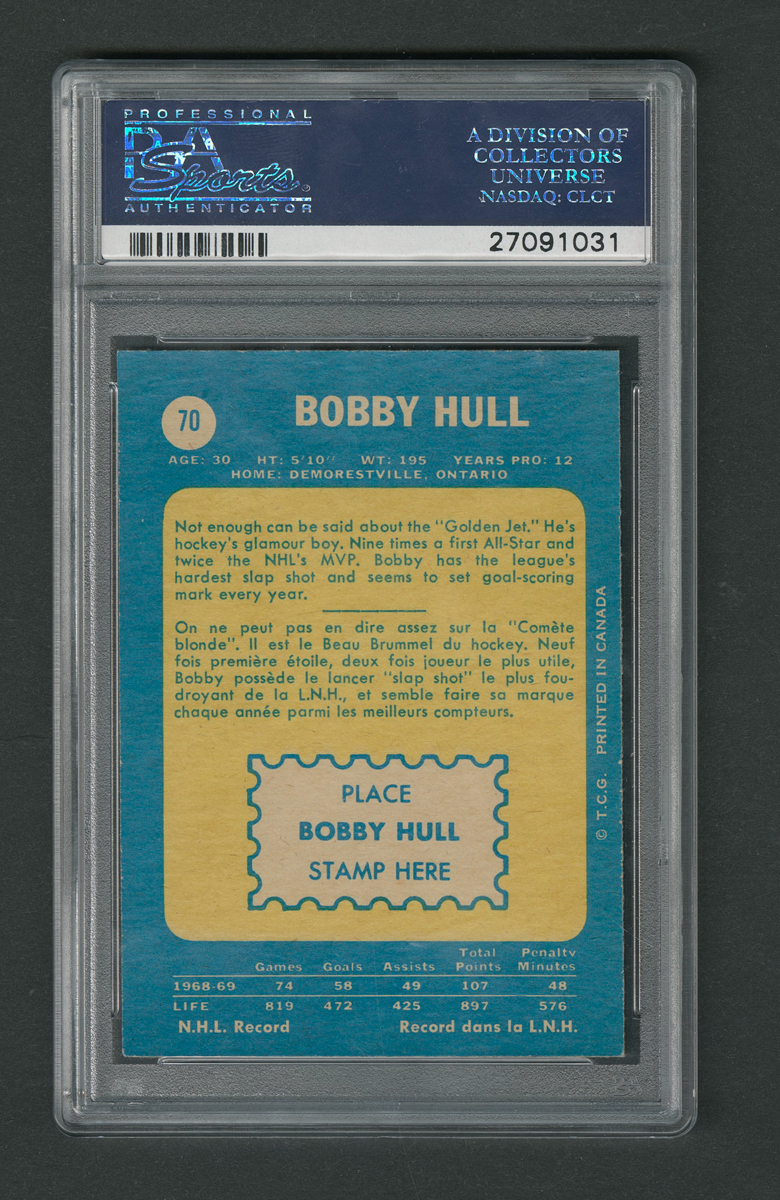 PROFESSIONAL
PSA
Sports
AUTHENTICATOR
A DIVISION OF
COLLECTORS
UNIVERSE
NASDAQ: CLCT
27091031
70
BOBBY HULL
AGE: 30 HT: 5'10" WT: 195 YEARS PRO: 12
HOME: DEMORESTVILLE, ONTARIO
Not enough can be said about the "Golden Jet." He's
hockey's glamour boy. Nine times a first All-Star and
twice the NHL's MVP. Bobby has the league's
hardest slap shot and seems to set goal-scoring
mark every year.
On ne peut pas en dire assez sur la "Comète
blonde". Il est le Beau Brummel du hockey. Neuf
fois première étoile, deux fois joueur le plus utile,
Bobby possède le lancer "slap shot" le plus fou-
droyant de la L.N.H., et semble faire sa marque
chaque année parmi les meilleurs compteurs.
PLACE
BOBBY HULL
STAMP HERE
© T.C.G. PRINTED IN CANADA
Total Penalty
Games Goals Assists Points Minutes
1968-69 74 58 49 107 48
LIFE 819 472 425 897 576
N.H.L. Record Record dans la L.N.H.